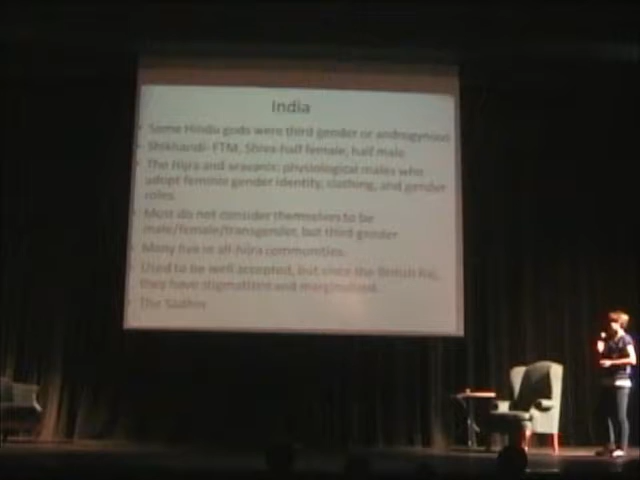 India
Some Hindu gods were third gender or androgynous
Shikhandi- FTM, Shree-half female, half male
The Hijra and aravanis: physiological males who
adopt feminine gender identity, clothing, and gender
roles.
Most do not consider themselves to be
male/female/transgender, but third gender
Many live in all-hijra communities.
Used to be well accepted, but since the British Raj,
they have stigmatized and marginalized.
The Sadhin